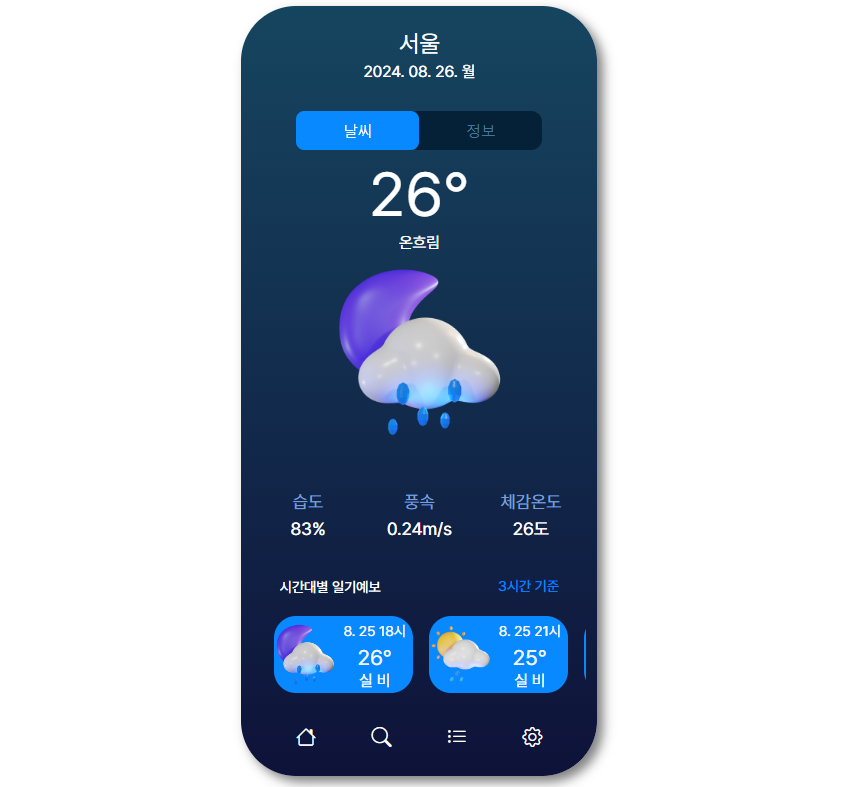 서울
2024. 08. 26. 월
날씨 정보
26°
온흐림
습도 풍속 체감온도
83% 0.24m/s 26도
시간대별 일기예보 3시간 기준
8. 25 18시 8. 25 21시
26° 25°
실 비 실 비